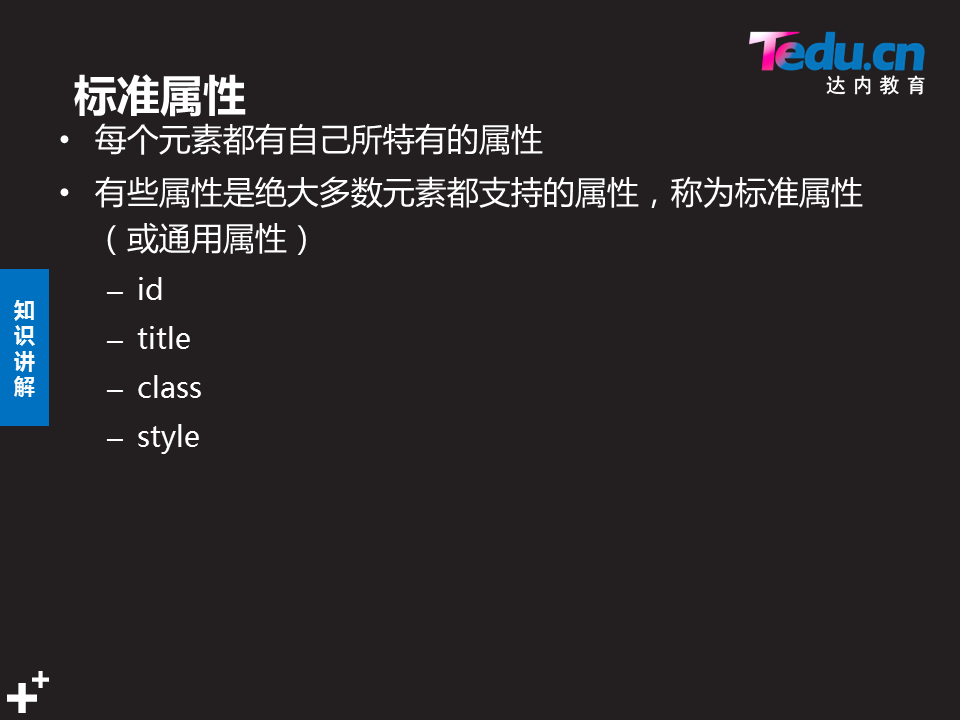 Tedu.cn
达内教育
标准属性
• 每个元素都有自己所特有的属性
• 有些属性是绝大多数元素都支持的属性，称为标准属性
（或通用属性）
– id
– title
– class
– style
知
识
讲
解